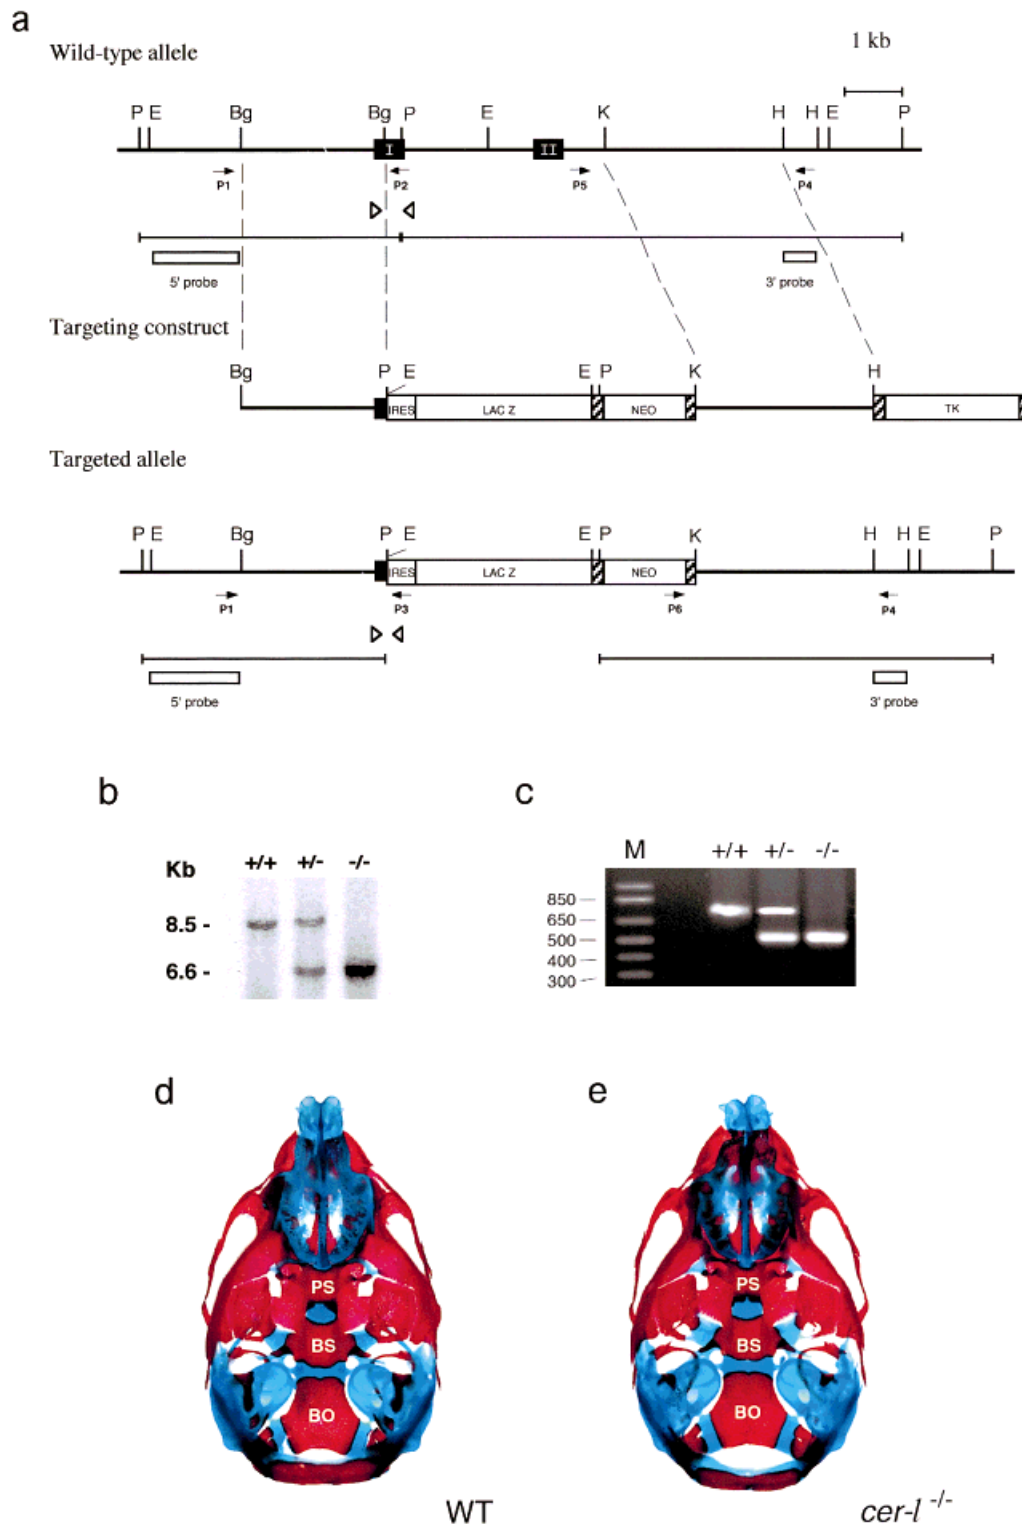 a
Wild-type allele
1 kb
P E Bg Bg P E K H H E P
I II
P1 P2 P5 P4
5' probe 3' probe
Targeting construct
Bg P E E P K H
IRES LAC Z NEO TK
Targeted allele
P E Bg P E E P K H H E P
IRES LAC Z NEO
P1 P3 P6 P4
5' probe 3' probe
b
Kb +/+ +/- -/-
8.5 -
6.6 -
c
M +/+ +/- -/-
850
650
500
400
300
d
PS
BS
BO
WT
e
PS
BS
BO
cer-l -/-